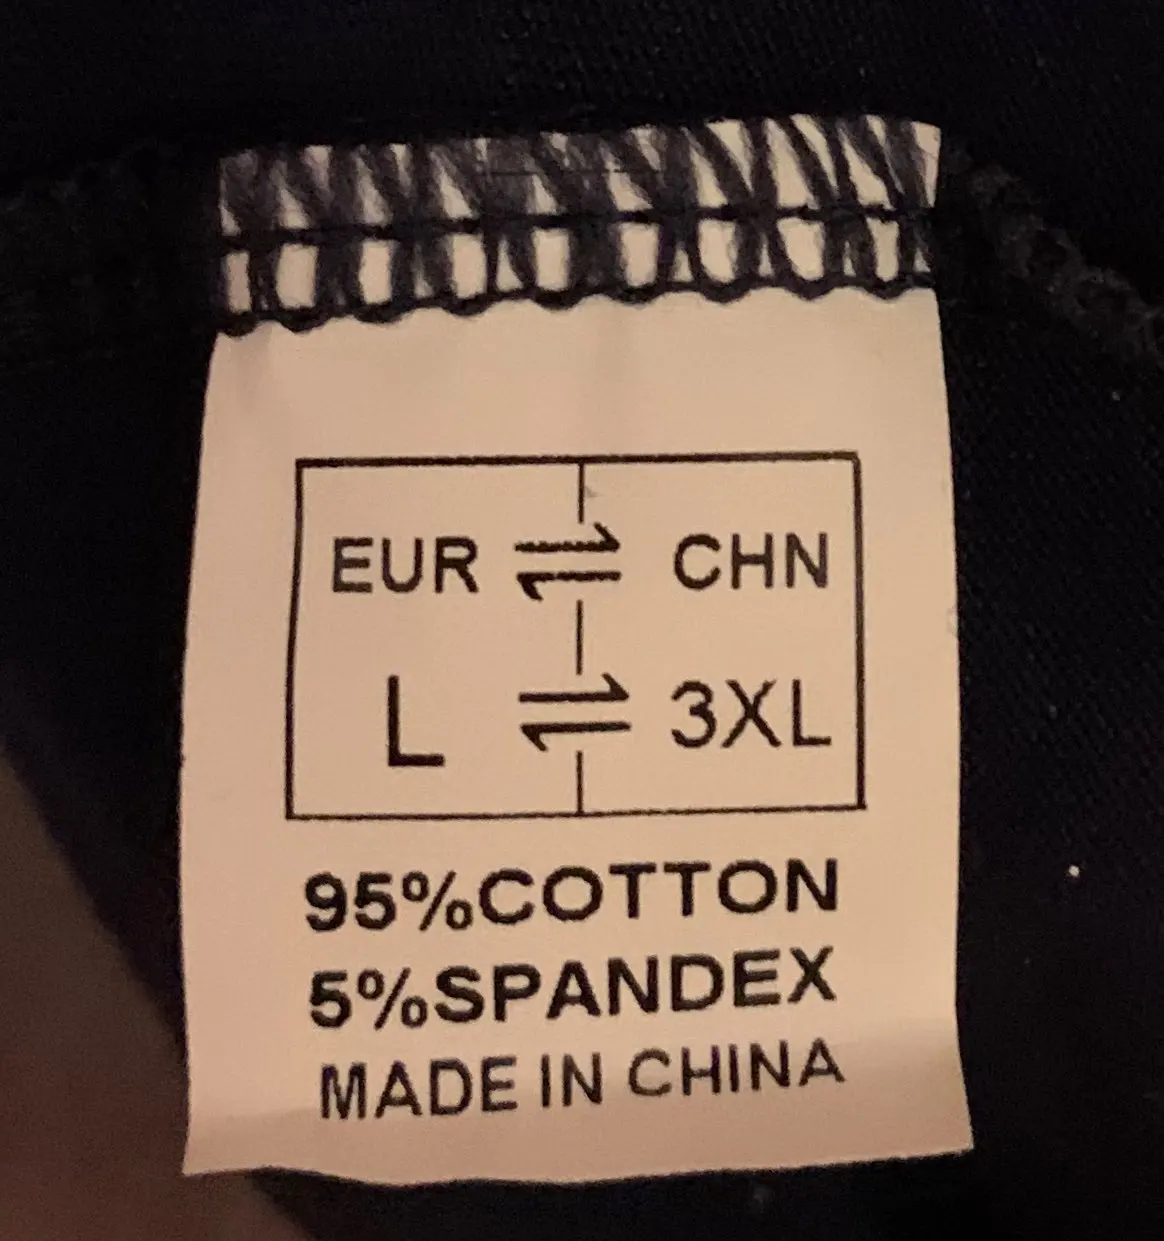 EUR ⇌ CHN
L ⇌ 3XL
95%COTTON
5%SPANDEX
MADE IN CHINA